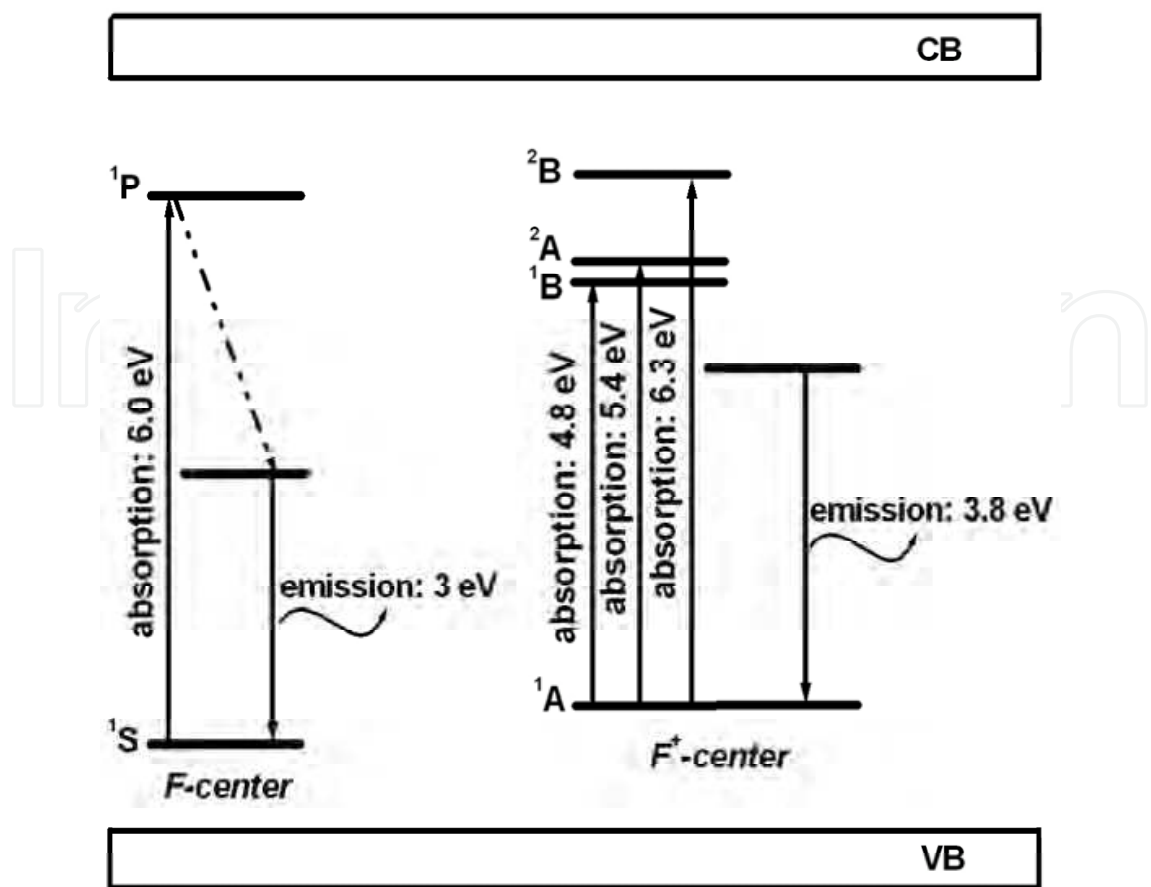 CB
¹P
absorption: 6.0 eV
emission: 3 eV
¹S
F-center
²B
²A
¹B
absorption: 4.8 eV
absorption: 5.4 eV
absorption: 6.3 eV
emission: 3.8 eV
¹A
F⁺-center
VB